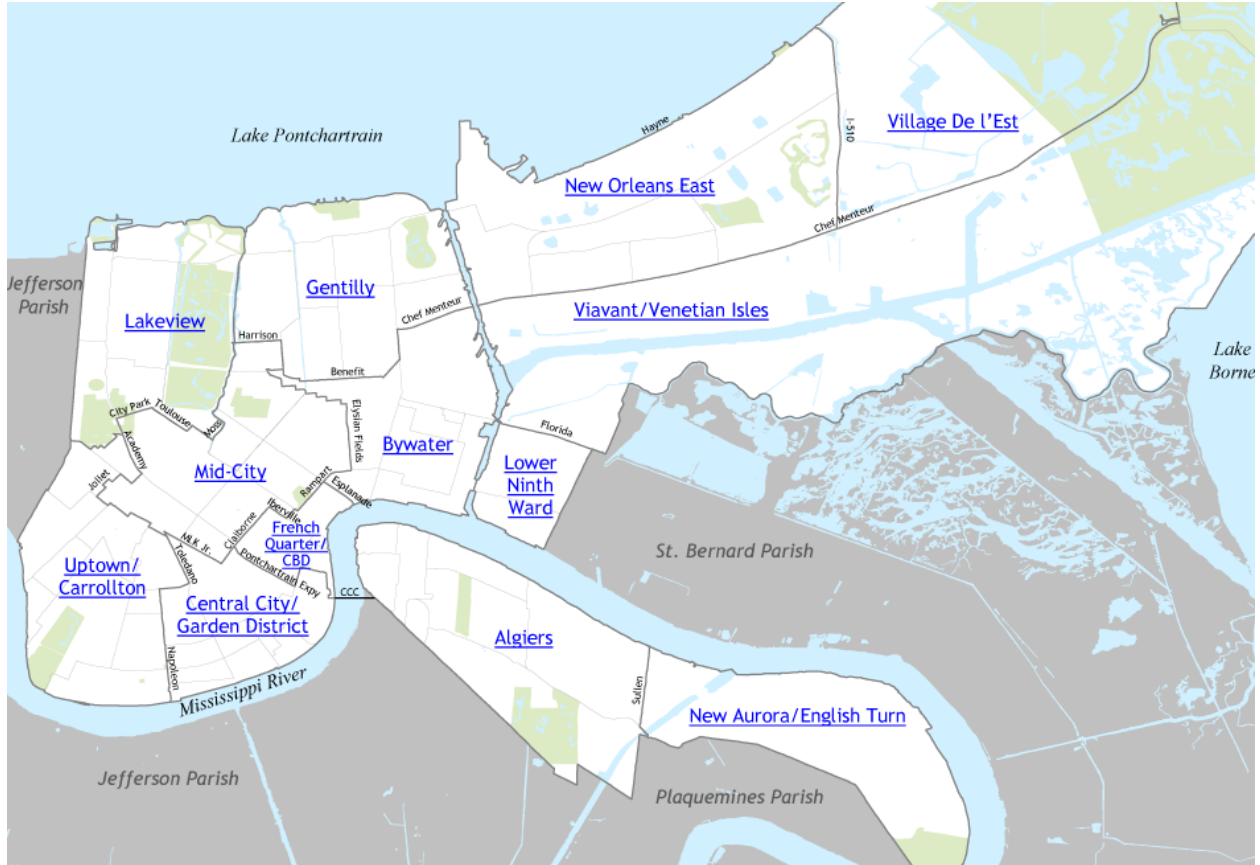 Lake Pontchartrain
Hayne
I-510
Village De l'Est
New Orleans East
Chef Menteur
Jefferson
Parish
Gentilly
Lakeview
Harrison
Chef Menteur
Viavant/Venetian Isles
Lake
Borne
Benefit
City Park
Toulouse
Moss
Academy
Elysian Fields
Florida
Bywater
Mid-City
Jollet
Lower
Ninth
Ward
Rampart
Esplanade
Iberville
Claiborne
French
Quarter/
CBD
MLK Jr.
Toledano
Pontchartrain Expy
St. Bernard Parish
Uptown/
Carrollton
Central City/
Garden District
CCC
Algiers
Napoleon
Mississippi River
Sullen
New Aurora/English Turn
Jefferson Parish
Plaquemines Parish